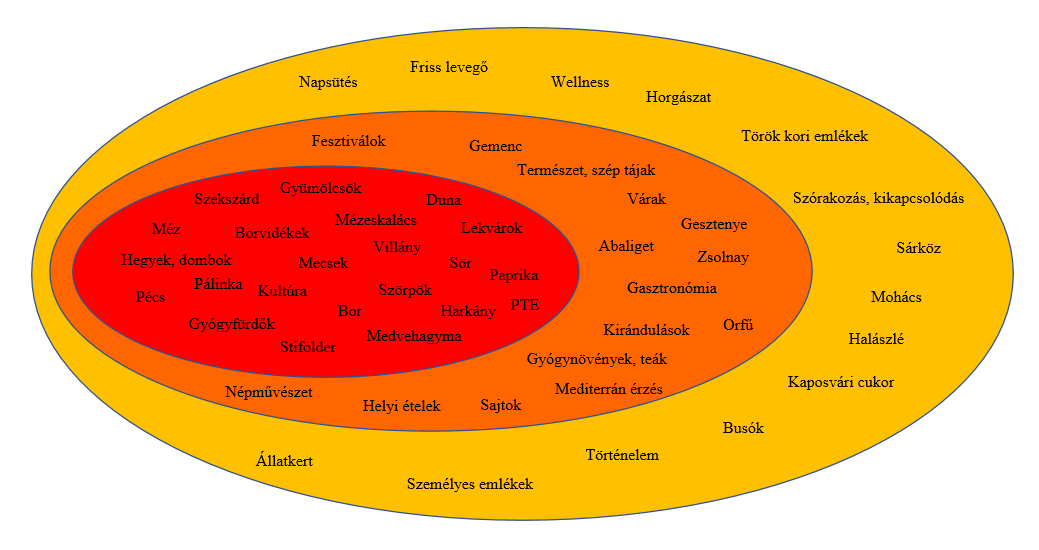 Friss levegő
Napsütés
Wellness
Horgászat
Török kori emlékek
Fesztiválok
Gemenc
Természet, szép tájak
Gyümölcsök
Szekszárd
Duna
Várak
Szórakozás, kikapcsolódás
Mézeskalács
Gesztenye
Méz
Borvidékek
Lekvárok
Villány
Abaliget
Sárköz
Hegyek, dombok
Mecsek
Sör
Zsolnay
Paprika
Pálinka
Kultúra
Szörpök
Gasztronómia
Pécs
PTE
Mohács
Bor
Harkány
Gyógyfürdők
Kirándulások
Orfű
Medvehagyma
Halászlé
Stifolder
Gyógynövények, teák
Kaposvári cukor
Népművészet
Mediterrán érzés
Helyi ételek
Sajtok
Busók
Történelem
Állatkert
Személyes emlékek